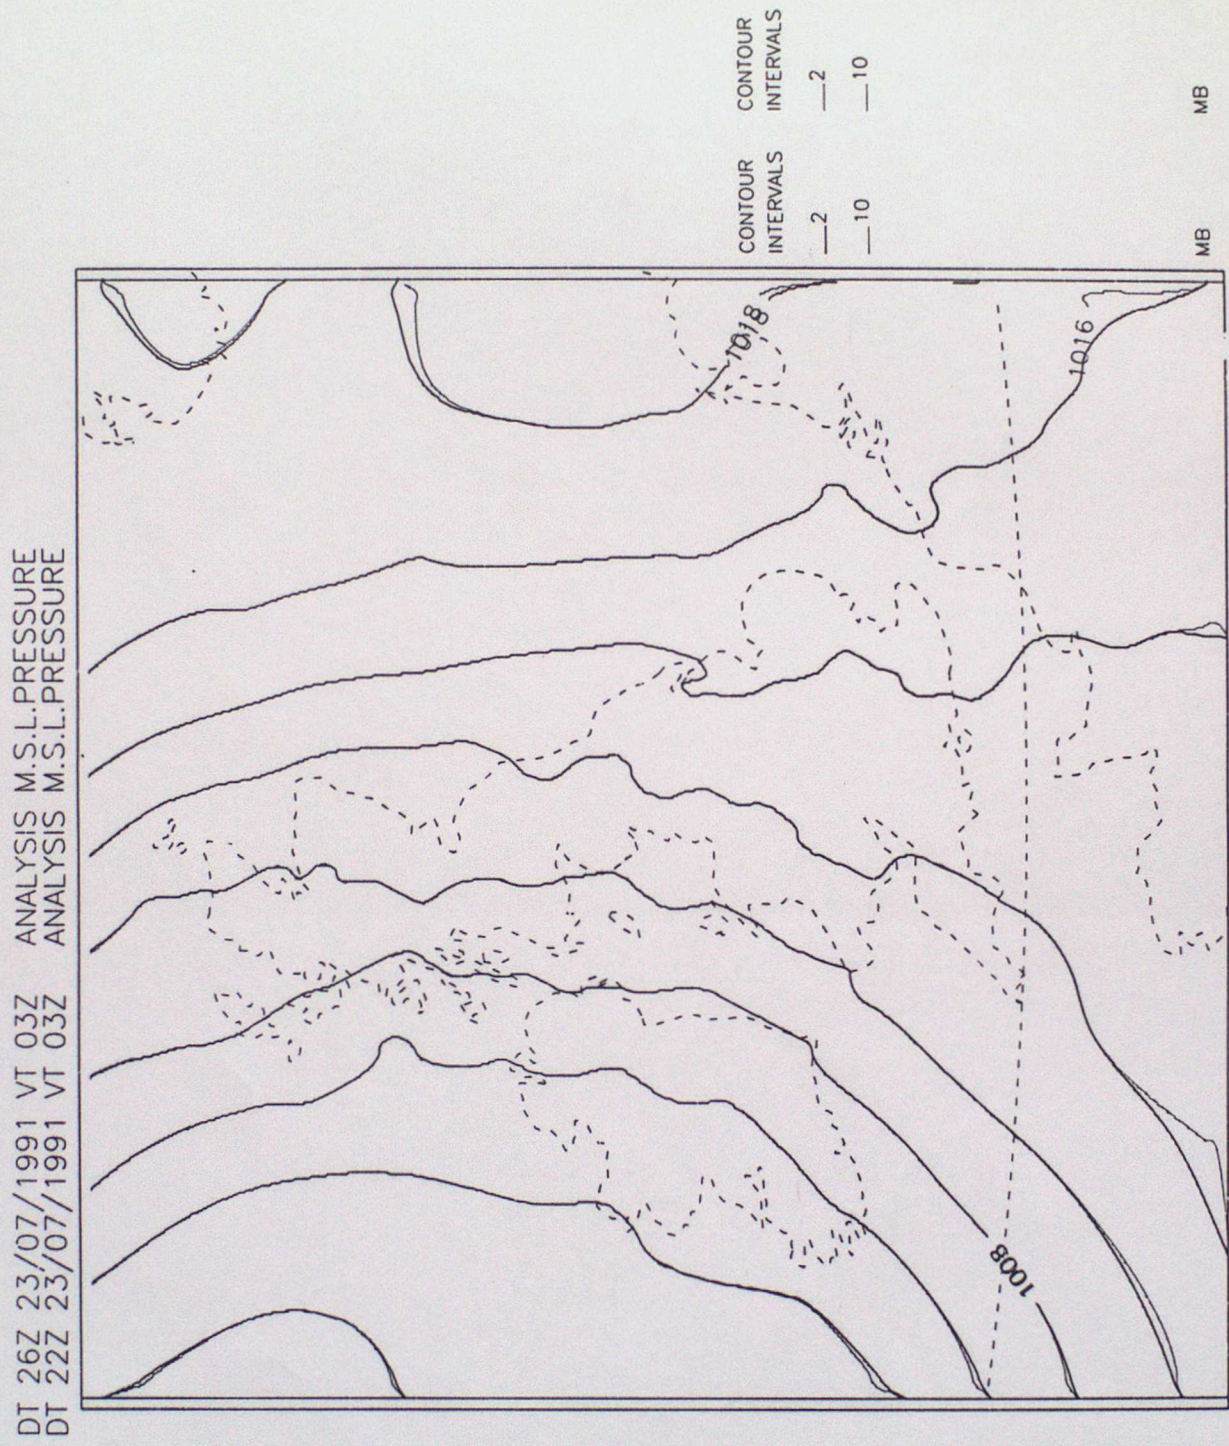 DT 26Z 23/07/1991 VT 03Z ANALYSIS M.S.L.PRESSURE
DT 22Z 23/07/1991 VT 03Z ANALYSIS M.S.L.PRESSURE
1008
1018
1018
1016
CONTOUR INTERVALS
2
10
MB
CONTOUR INTERVALS
2
10
MB